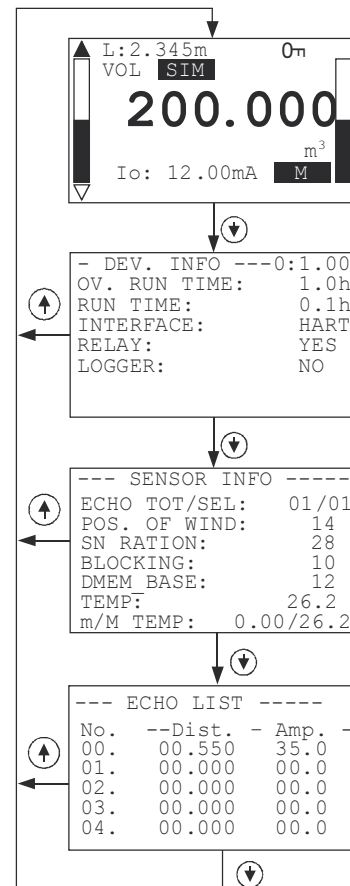 L:2.345m
VOL SIM
200.000
m³
Io: 12.00mA M
- DEV. INFO ---0:1.00
OV. RUN TIME: 1.0h
RUN TIME: 0.1h
INTERFACE: HART
RELAY: YES
LOGGER: NO
--- SENSOR INFO -----
ECHO TOT/SEL: 01/01
POS. OF WIND: 14
SN RATION: 28
BLOCKING: 10
DMEM BASE: 12
TEMP: 26.2
m/M TEMP: 0.00/26.2
--- ECHO LIST -----
No. --Dist. - Amp. -
00. 00.550 35.0
01. 00.000 00.0
02. 00.000 00.0
03. 00.000 00.0
04. 00.000 00.0